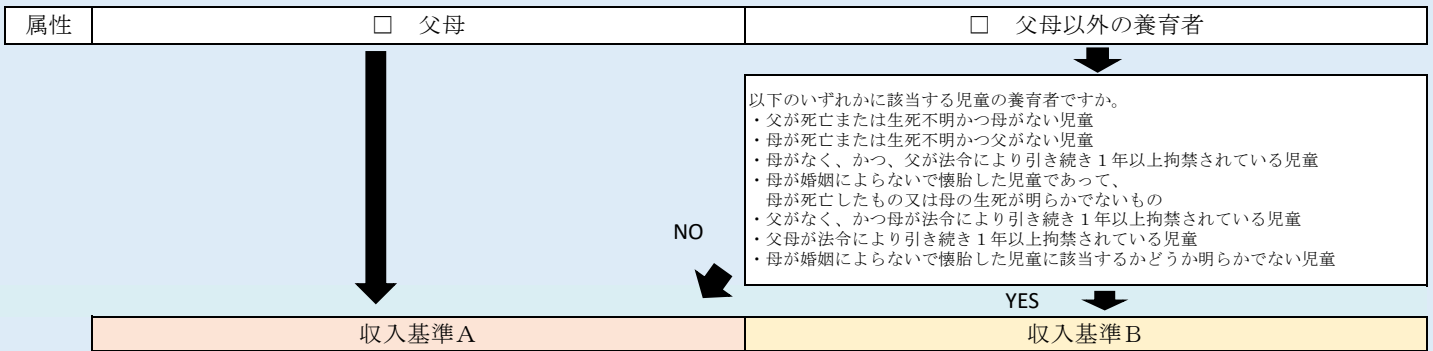 属性
□ 父母
□ 父母以外の養育者
以下のいずれかに該当する児童の養育者ですか。
・父が死亡または生死不明かつ母がない児童
・母が死亡または生死不明かつ父がない児童
・母がなく、かつ、父が法令により引き続き１年以上拘禁されている児童
・母が婚姻によらないで懐胎した児童であって、
母が死亡したもの又は母の生死が明らかでないもの
・父がなく、かつ母が法令により引き続き１年以上拘禁されている児童
・父母が法令により引き続き１年以上拘禁されている児童
・母が婚姻によらないで懐胎した児童に該当するかどうか明らかでない児童
NO
YES
収入基準Ａ
収入基準Ｂ